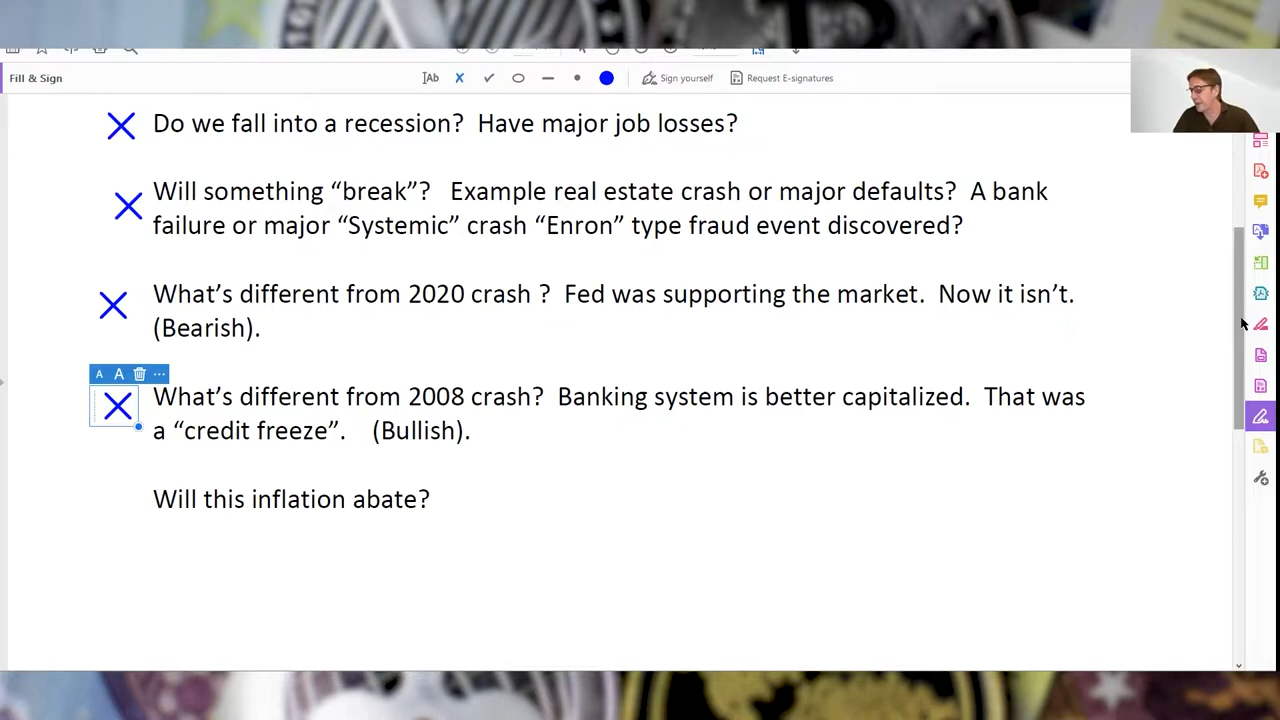 Fill & Sign
Ab
Sign yourself
Request E-signatures
Do we fall into a recession?  Have major job losses?
Will something “break”?   Example real estate crash or major defaults?  A bank
failure or major “Systemic” crash “Enron” type fraud event discovered?
What’s different from 2020 crash ?  Fed was supporting the market.  Now it isn’t.
(Bearish).
A A ...
What’s different from 2008 crash?  Banking system is better capitalized.  That was
a “credit freeze”.    (Bullish).
Will this inflation abate?